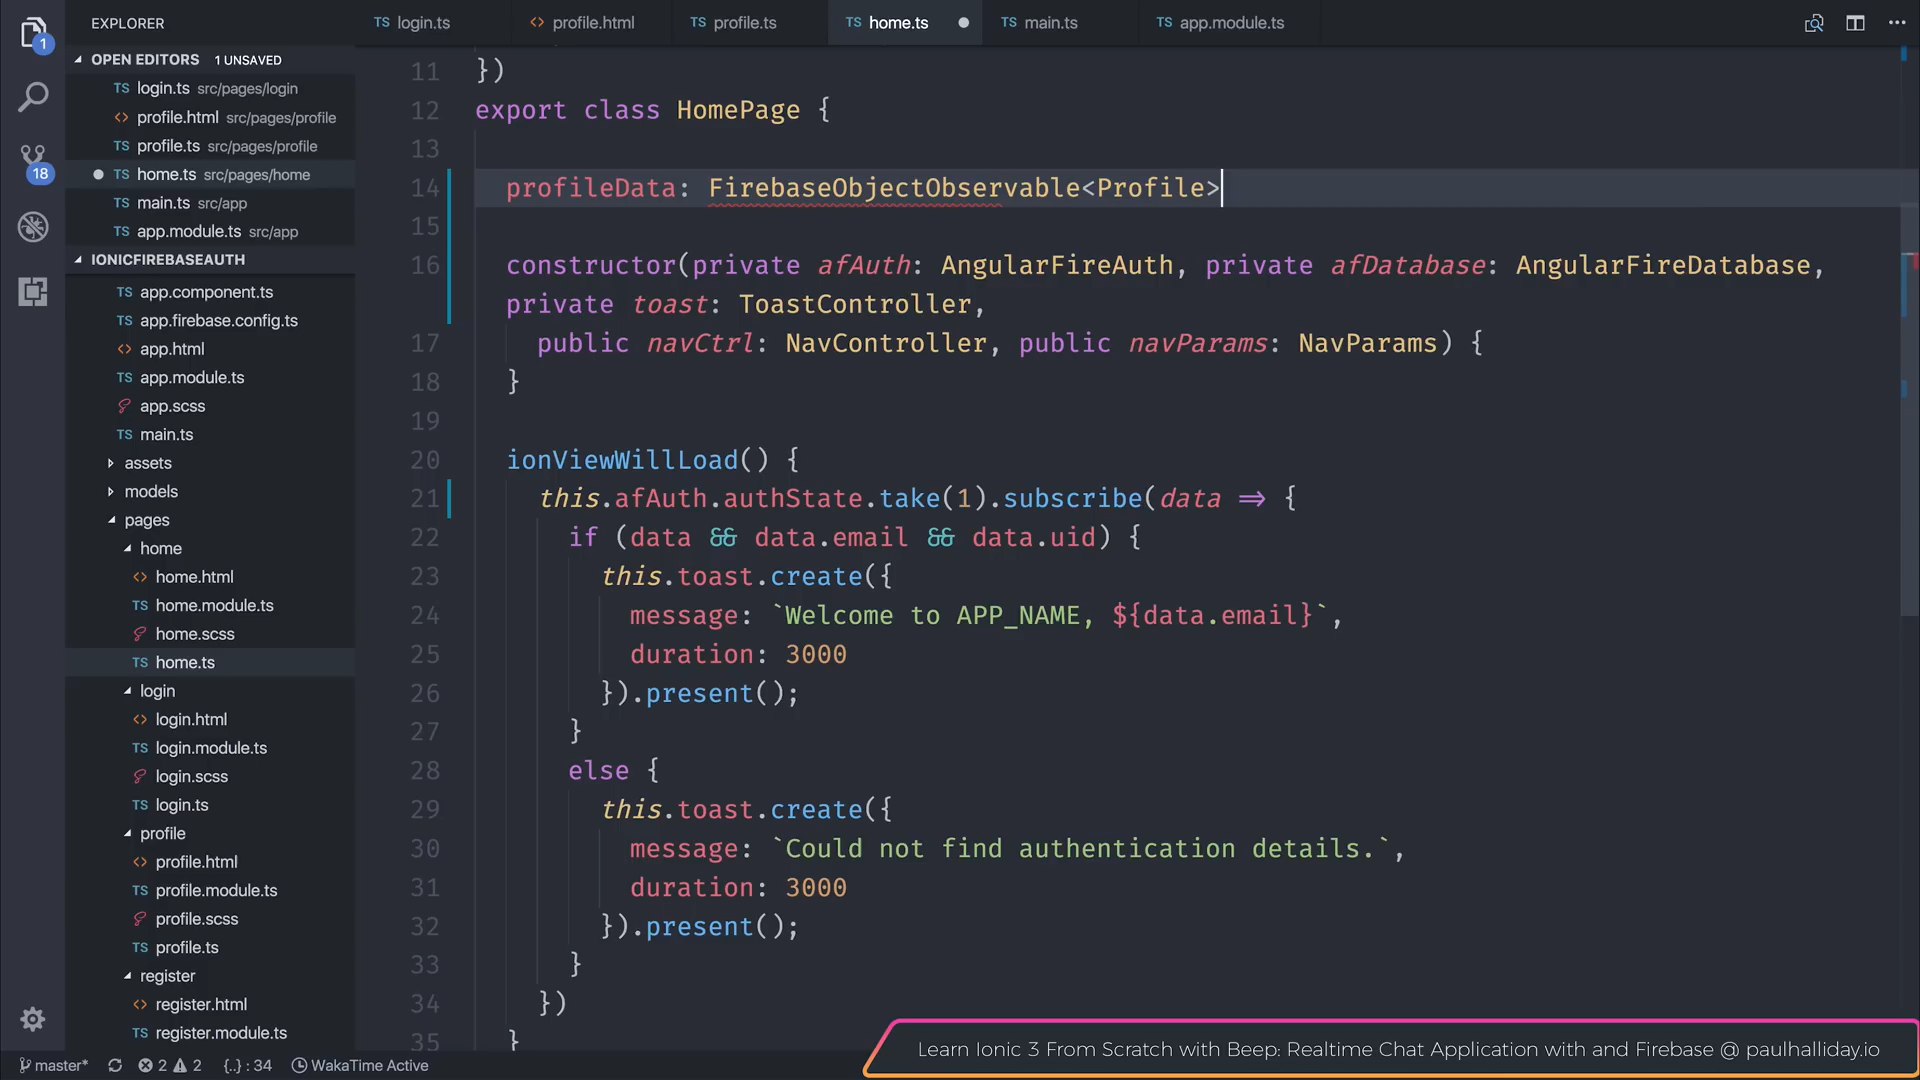 EXPLORER
login.ts
profile.html
profile.ts
home.ts
main.ts
app.module.ts
1
18
OPEN EDITORS 1 UNSAVED
TS login.ts src/pages/login
<> profile.html src/pages/profile
TS profile.ts src/pages/profile
TS home.ts src/pages/home
TS main.ts src/app
TS app.module.ts src/app
IONICFIREBASEAUTH
TS app.component.ts
TS app.firebase.config.ts
<> app.html
TS app.module.ts
app.scss
TS main.ts
assets
models
pages
home
<> home.html
TS home.module.ts
home.scss
TS home.ts
login
<> login.html
TS login.module.ts
login.scss
TS login.ts
profile
<> profile.html
TS profile.module.ts
profile.scss
TS profile.ts
register
<> register.html
TS register.module.ts
11 })
12 export class HomePage {
13
14 profileData: FirebaseObjectObservable<Profile>
15
16 constructor(private afAuth: AngularFireAuth, private afDatabase: AngularFireDatabase,
private toast: ToastController,
17 public navCtrl: NavController, public navParams: NavParams) {
18 }
19
20 ionViewWillLoad() {
21 this.afAuth.authState.take(1).subscribe(data => {
22 if (data && data.email && data.uid) {
23 this.toast.create({
24 message: `Welcome to APP_NAME, ${data.email}`,
25 duration: 3000
26 }).present();
27 }
28 else {
29 this.toast.create({
30 message: `Could not find authentication details.`,
31 duration: 3000
32 }).present();
33 }
34 })
35 }
master* 2 2 {..} : 34 WakaTime Active
Learn Ionic 3 From Scratch with Beep: Realtime Chat Application with and Firebase @ paulhalliday.io